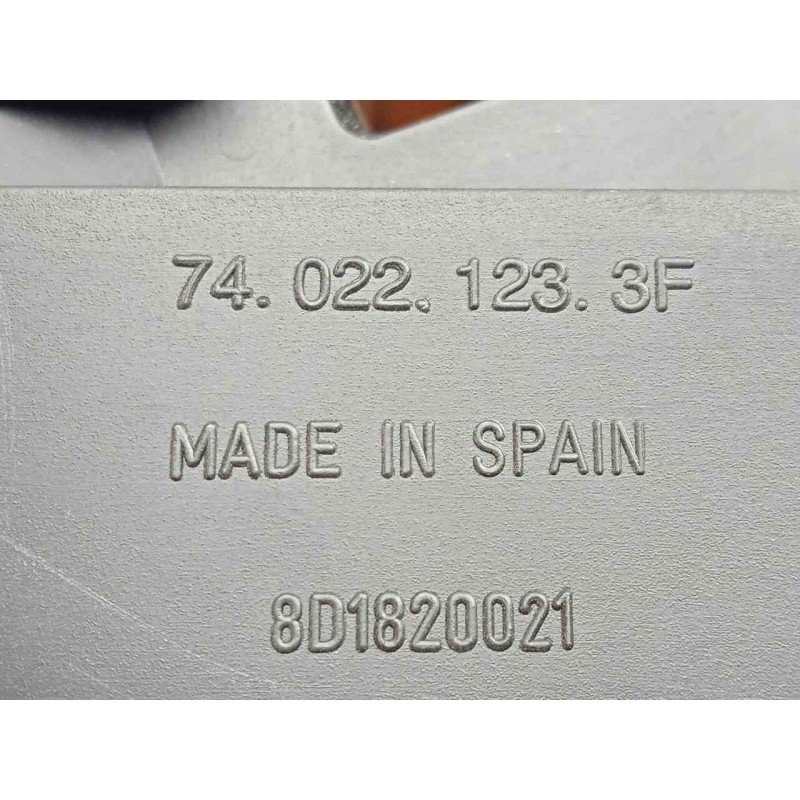 74. 022. 123. 3F
MADE IN SPAIN
8D1820021